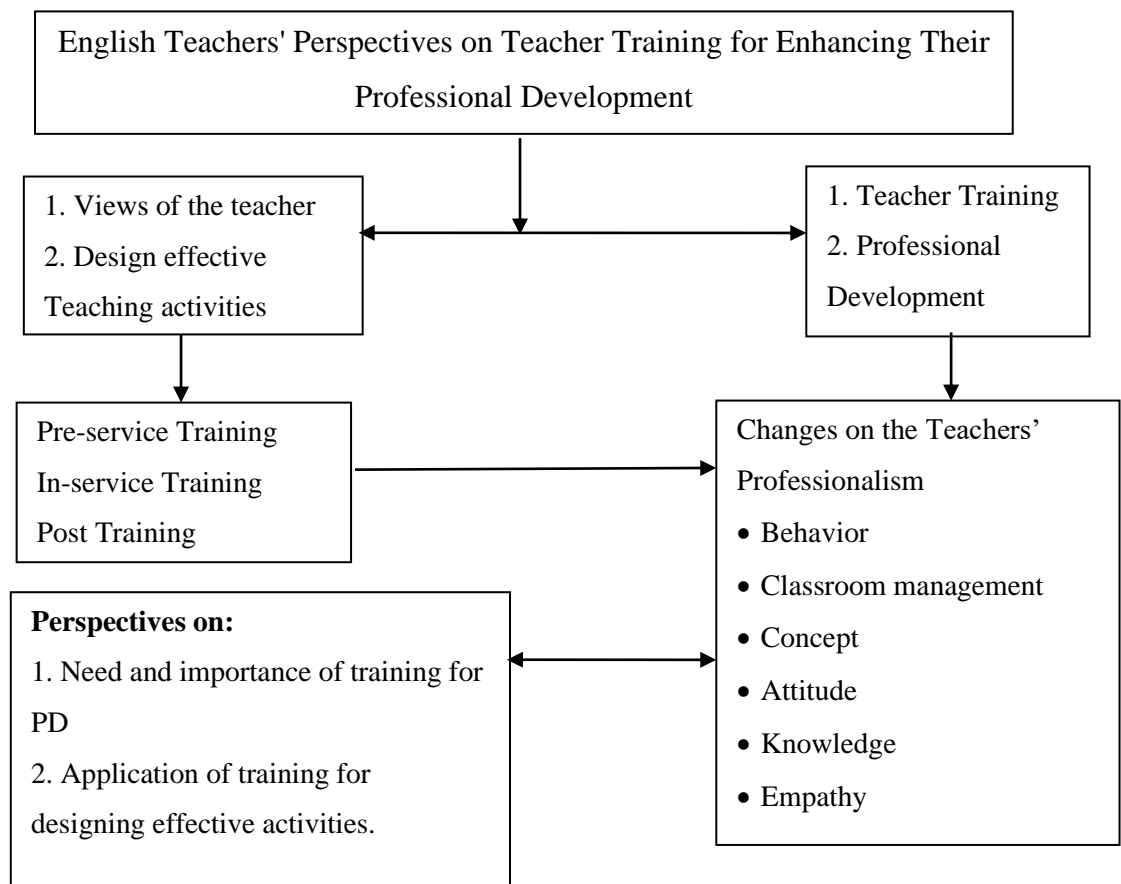 English Teachers' Perspectives on Teacher Training for Enhancing Their
Professional Development
1. Views of the teacher
2. Design effective
Teaching activities
1. Teacher Training
2. Professional
Development
Pre-service Training
In-service Training
Post Training
Changes on the Teachers’
Professionalism
• Behavior
• Classroom management
• Concept
• Attitude
• Knowledge
• Empathy
Perspectives on:
1. Need and importance of training for
PD
2. Application of training for
designing effective activities.